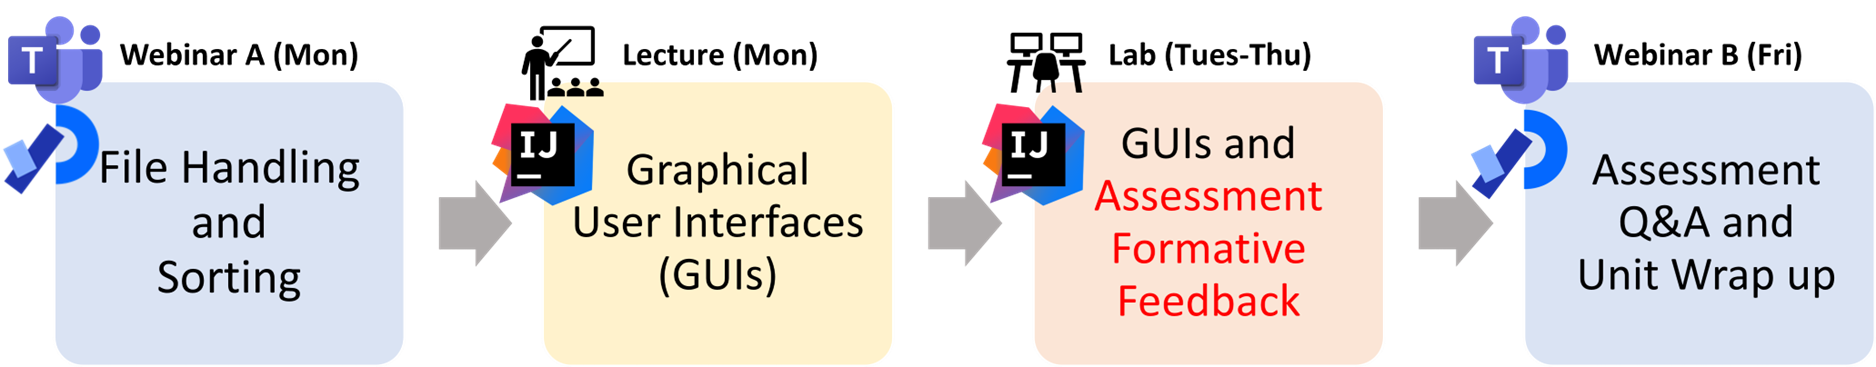 Webinar A (Mon)
T
File Handling
and
Sorting
Lecture (Mon)
IJ
Graphical
User Interfaces
(GUIs)
Lab (Tues-Thu)
IJ
GUIs and
Assessment
Formative
Feedback
Webinar B (Fri)
T
Assessment
Q&A and
Unit Wrap up